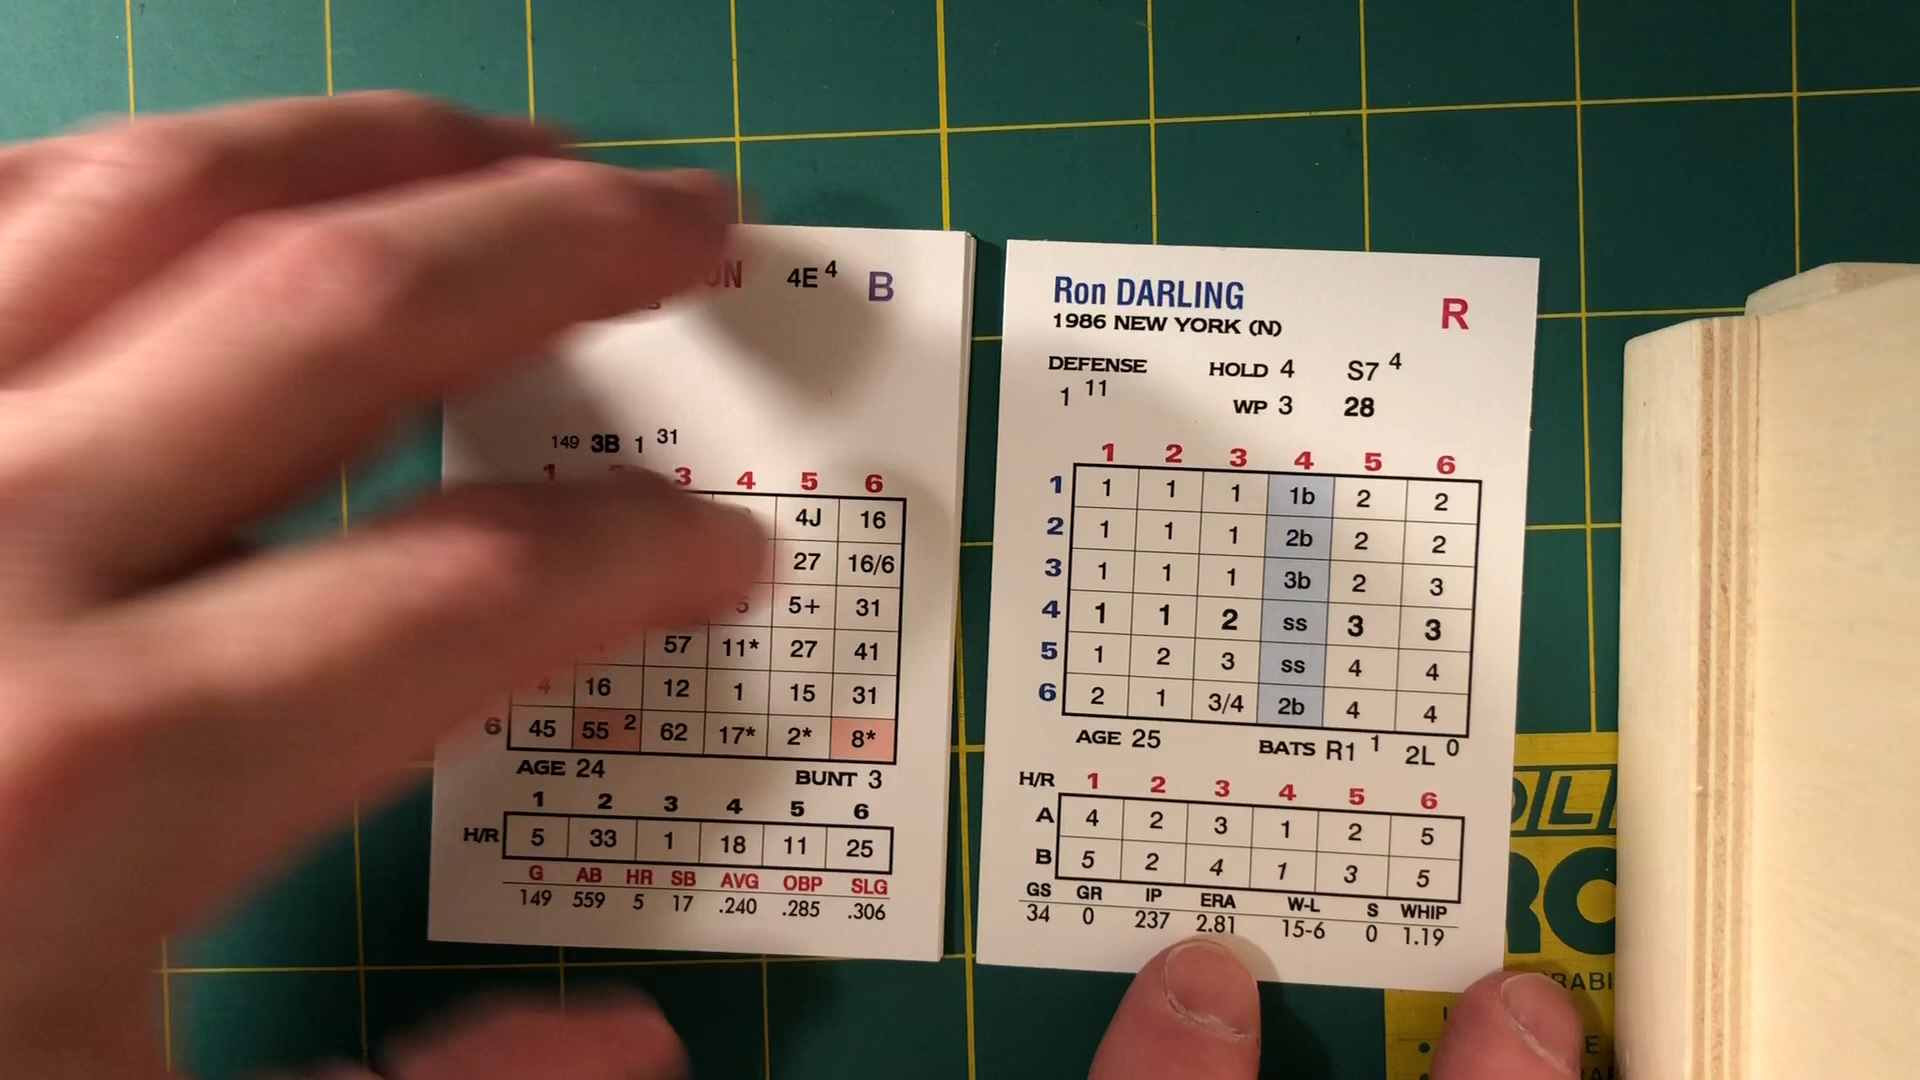 4E 4 B
149 3B 1 31
1 3 4 5 6
4J 16
27 16/6
5 5+ 31
57 11* 27 41
4 16 12 1 15 31
6 45 55 2 62 17* 2* 8*
AGE 24 BUNT 3
1 2 3 4 5 6
H/R 5 33 1 18 11 25
G AB HR SB AVG OBP SLG
149 559 5 17 .240 .285 .306
Ron DARLING R
1986 NEW YORK (N)
DEFENSE HOLD 4 S7 4
1 11 WP 3 28
1 2 3 4 5 6
1 1 1 1 1b 2 2
2 1 1 1 2b 2 2
3 1 1 1 3b 2 3
4 1 1 2 ss 3 3
5 1 2 3 ss 4 4
6 2 1 3/4 2b 4 4
AGE 25 BATS R1 1 2L 0
H/R 1 2 3 4 5 6
A 4 2 3 1 2 5
B 5 2 4 1 3 5
GS GR IP ERA W-L S WHIP
34 0 237 2.81 15-6 0 1.19